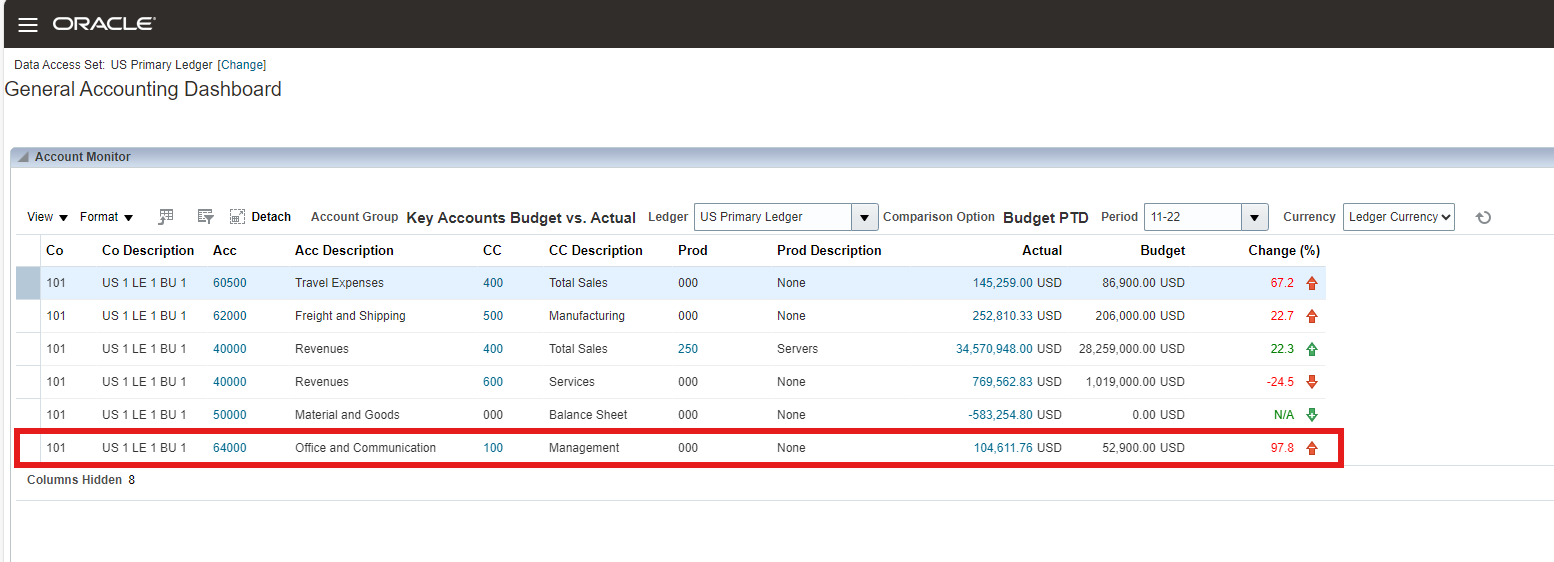 ORACLE
Data Access Set: US Primary Ledger [Change]
General Accounting Dashboard
Account Monitor
View Format Detach Account Group Key Accounts Budget vs. Actual Ledger US Primary Ledger Comparison Option Budget PTD Period 11-22 Currency Ledger Currency
Co Co Description Acc Acc Description CC CC Description Prod Prod Description Actual Budget Change (%)
101 US 1 LE 1 BU 1 60500 Travel Expenses 400 Total Sales 000 None 145,259.00 USD 86,900.00 USD 67.2
101 US 1 LE 1 BU 1 62000 Freight and Shipping 500 Manufacturing 000 None 252,810.33 USD 206,000.00 USD 22.7
101 US 1 LE 1 BU 1 40000 Revenues 400 Total Sales 250 Servers 34,570,948.00 USD 28,259,000.00 USD 22.3
101 US 1 LE 1 BU 1 40000 Revenues 600 Services 000 None 769,562.83 USD 1,019,000.00 USD -24.5
101 US 1 LE 1 BU 1 50000 Material and Goods 000 Balance Sheet 000 None -583,254.80 USD 0.00 USD N/A
101 US 1 LE 1 BU 1 64000 Office and Communication 100 Management 000 None 104,611.76 USD 52,900.00 USD 97.8
Columns Hidden 8